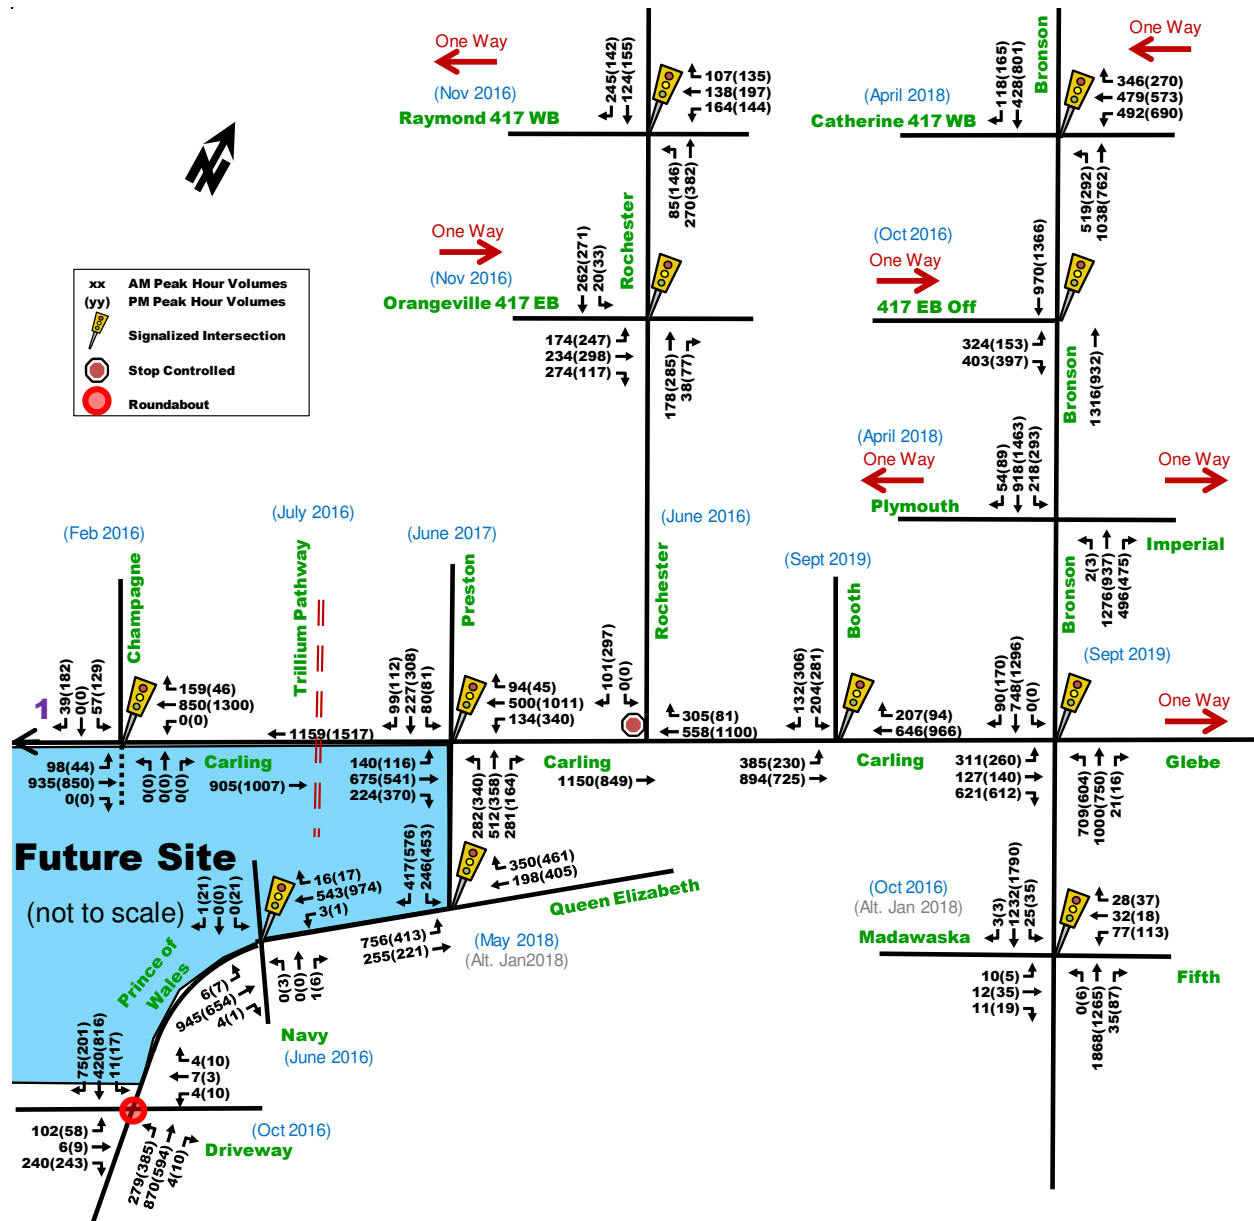 One Way
(Nov 2016)
Raymond 417 WB
245(142)
124(155)
107(135)
138(197)
164(144)
85(146)
270(382)
Rochester
One Way
(April 2018)
Catherine 417 WB
118(165)
428(801)
Bronson
346(270)
479(573)
492(690)
519(292)
1038(762)
One Way
(Nov 2016)
Orangeville 417 EB
262(271)
20(33)
174(247)
234(298)
274(117)
178(285)
38(77)
(Oct 2016)
One Way
417 EB Off
970(1366)
324(153)
403(397)
Bronson
1316(932)
xx AM Peak Hour Volumes
(yy) PM Peak Hour Volumes
Signalized Intersection
Stop Controlled
Roundabout
(April 2018)
One Way
Plymouth
54(89)
918(1463)
218(293)
One Way
Imperial
2(3)
1276(937)
496(475)
Bronson
(Feb 2016)
Champagne
(July 2016)
Trillium Pathway
(June 2017)
Preston
(June 2016)
Rochester
(Sept 2019)
Booth
(Sept 2019)
One Way
1
39(182)
0(0)
57(129)
159(46)
850(1300)
0(0)
98(44)
935(850)
0(0)
0(0)
0(0)
0(0)
Carling
1159(1517)
905(1007)
99(112)
227(308)
80(81)
94(45)
500(1011)
134(340)
140(116)
675(541)
224(370)
282(340)
512(358)
281(164)
Carling
1150(849)
101(297)
0(0)
305(81)
558(1100)
132(306)
204(281)
207(94)
646(966)
385(230)
894(725)
Carling
90(170)
748(1296)
0(0)
311(260)
127(140)
621(612)
709(604)
1000(750)
21(16)
Glebe
Future Site
(not to scale)
1(21)
0(0)
0(21)
16(17)
543(974)
3(1)
417(576)
246(453)
350(461)
198(405)
Queen Elizabeth
756(413)
255(221)
(May 2018)
(Alt. Jan2018)
Prince of
Wales
6(7)
945(654)
4(1)
0(3)
0(0)
1(6)
Navy
(June 2016)
(Oct 2016)
(Alt. Jan 2018)
Madawaska
3(3)
1232(1790)
25(35)
28(37)
32(18)
77(113)
10(5)
12(35)
11(19)
0(6)
1868(1265)
35(87)
Fifth
75(201)
420(816)
11(17)
4(10)
7(3)
4(10)
102(58)
6(9)
240(243)
279(385)
870(594)
4(10)
Driveway
(Oct 2016)